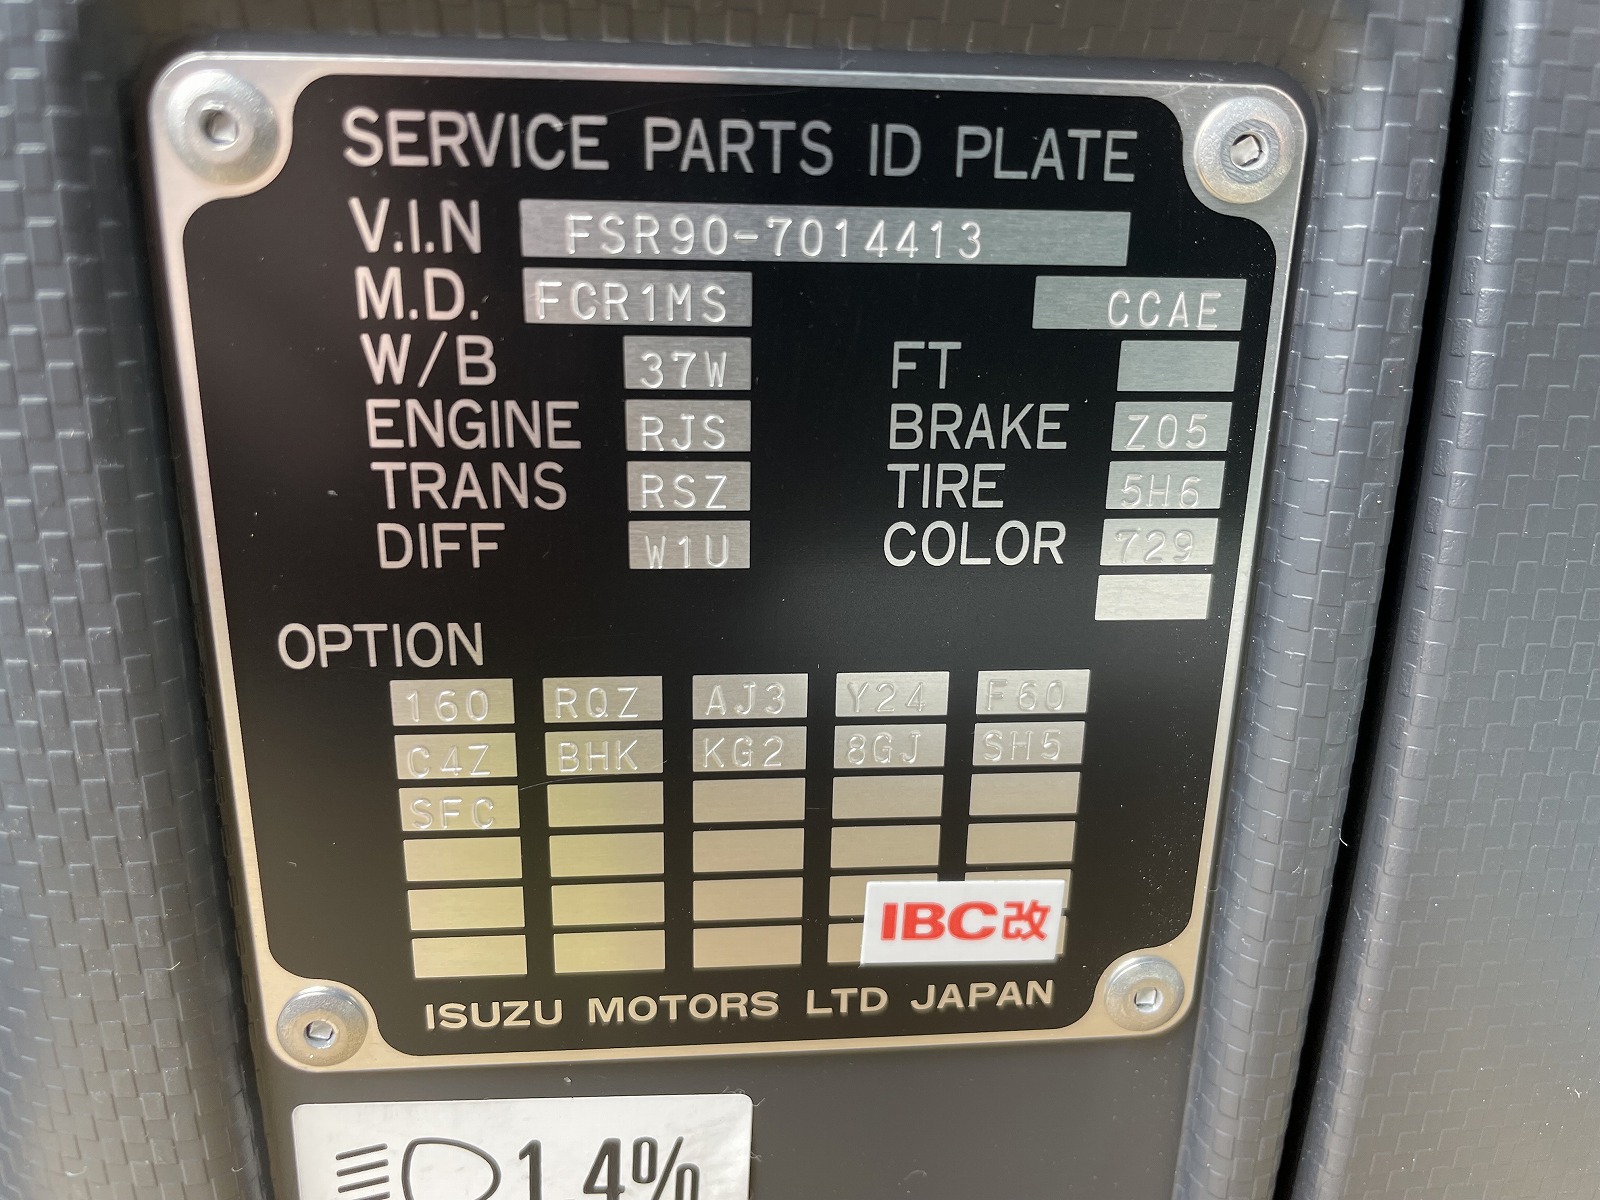 SERVICE PARTS ID PLATE
V.I.N FSR90-7014413
M.D. FCR1MS CCAE
W/B 37W FT
ENGINE RJS BRAKE Z05
TRANS RSZ TIRE 5H6
DIFF W1U COLOR 729
OPTION
160 RQZ AJ3 Y24 F60
C4Z BHK KG2 8GJ SH5
SFC
IBC改
ISUZU MOTORS LTD JAPAN
1.4%